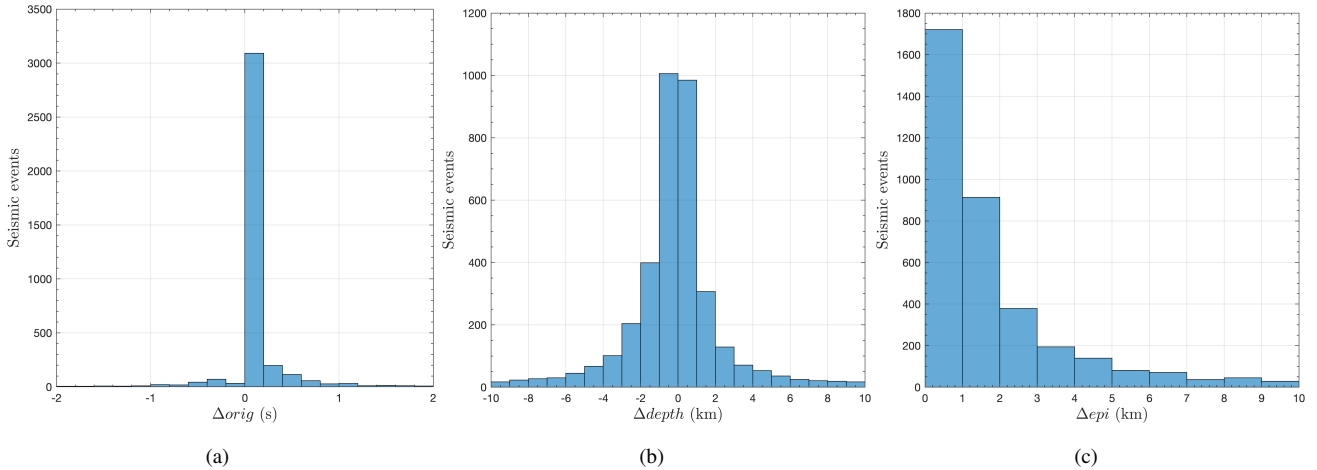 3500
3000
2500
2000
1500
1000
500
0
Seismic events
-2 -1 0 1 2
Δorig (s)
(a)
1200
1000
800
600
400
200
0
Seismic events
-10 -8 -6 -4 -2 0 2 4 6 8 10
Δdepth (km)
(b)
1800
1600
1400
1200
1000
800
600
400
200
0
Seismic events
0 1 2 3 4 5 6 7 8 9 10
Δepi (km)
(c)